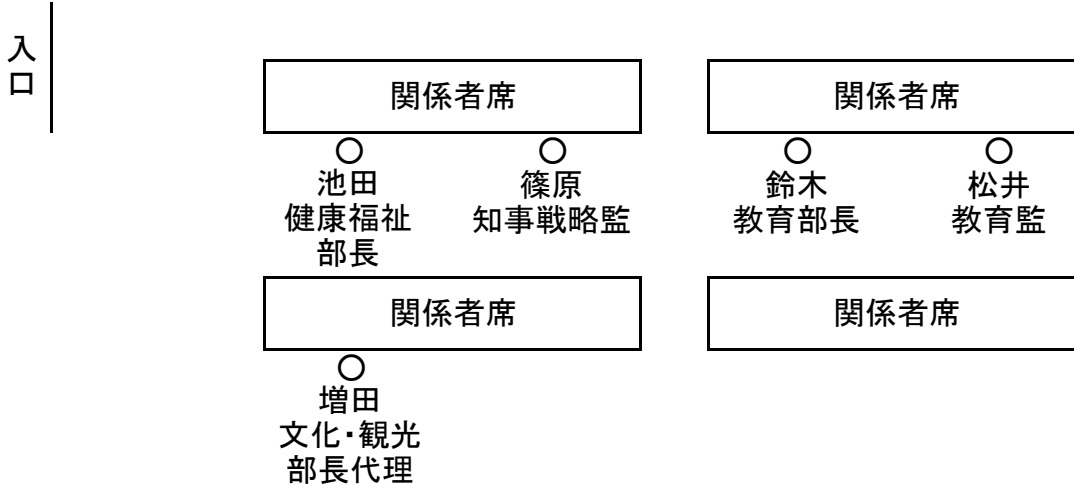 入口
関係者席
関係者席
池田
健康福祉
部長
篠原
知事戦略監
鈴木
教育部長
松井
教育監
関係者席
関係者席
増田
文化・観光
部長代理